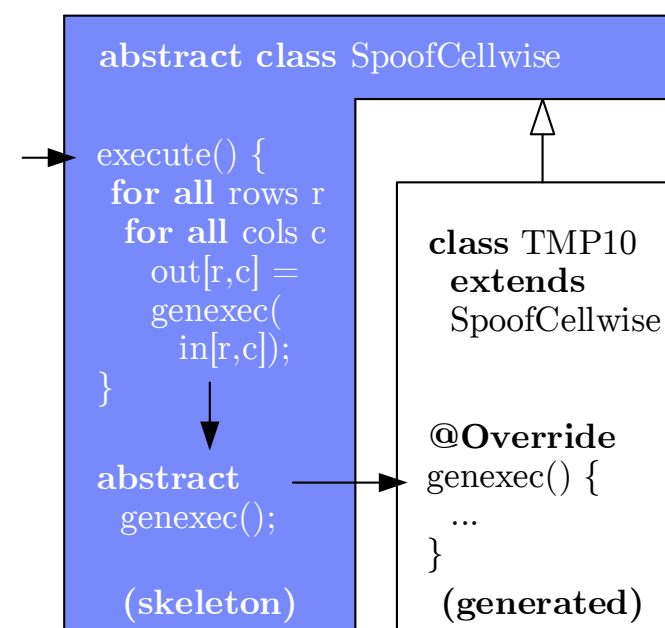 abstract class SpoofCellwise
execute() {
for all rows r
for all cols c
out[r,c] =
genexec(
in[r,c]);
}
abstract
genexec();
(skeleton)
class TMP10
extends
SpoofCellwise
@Override
genexec() {
...
}
(generated)